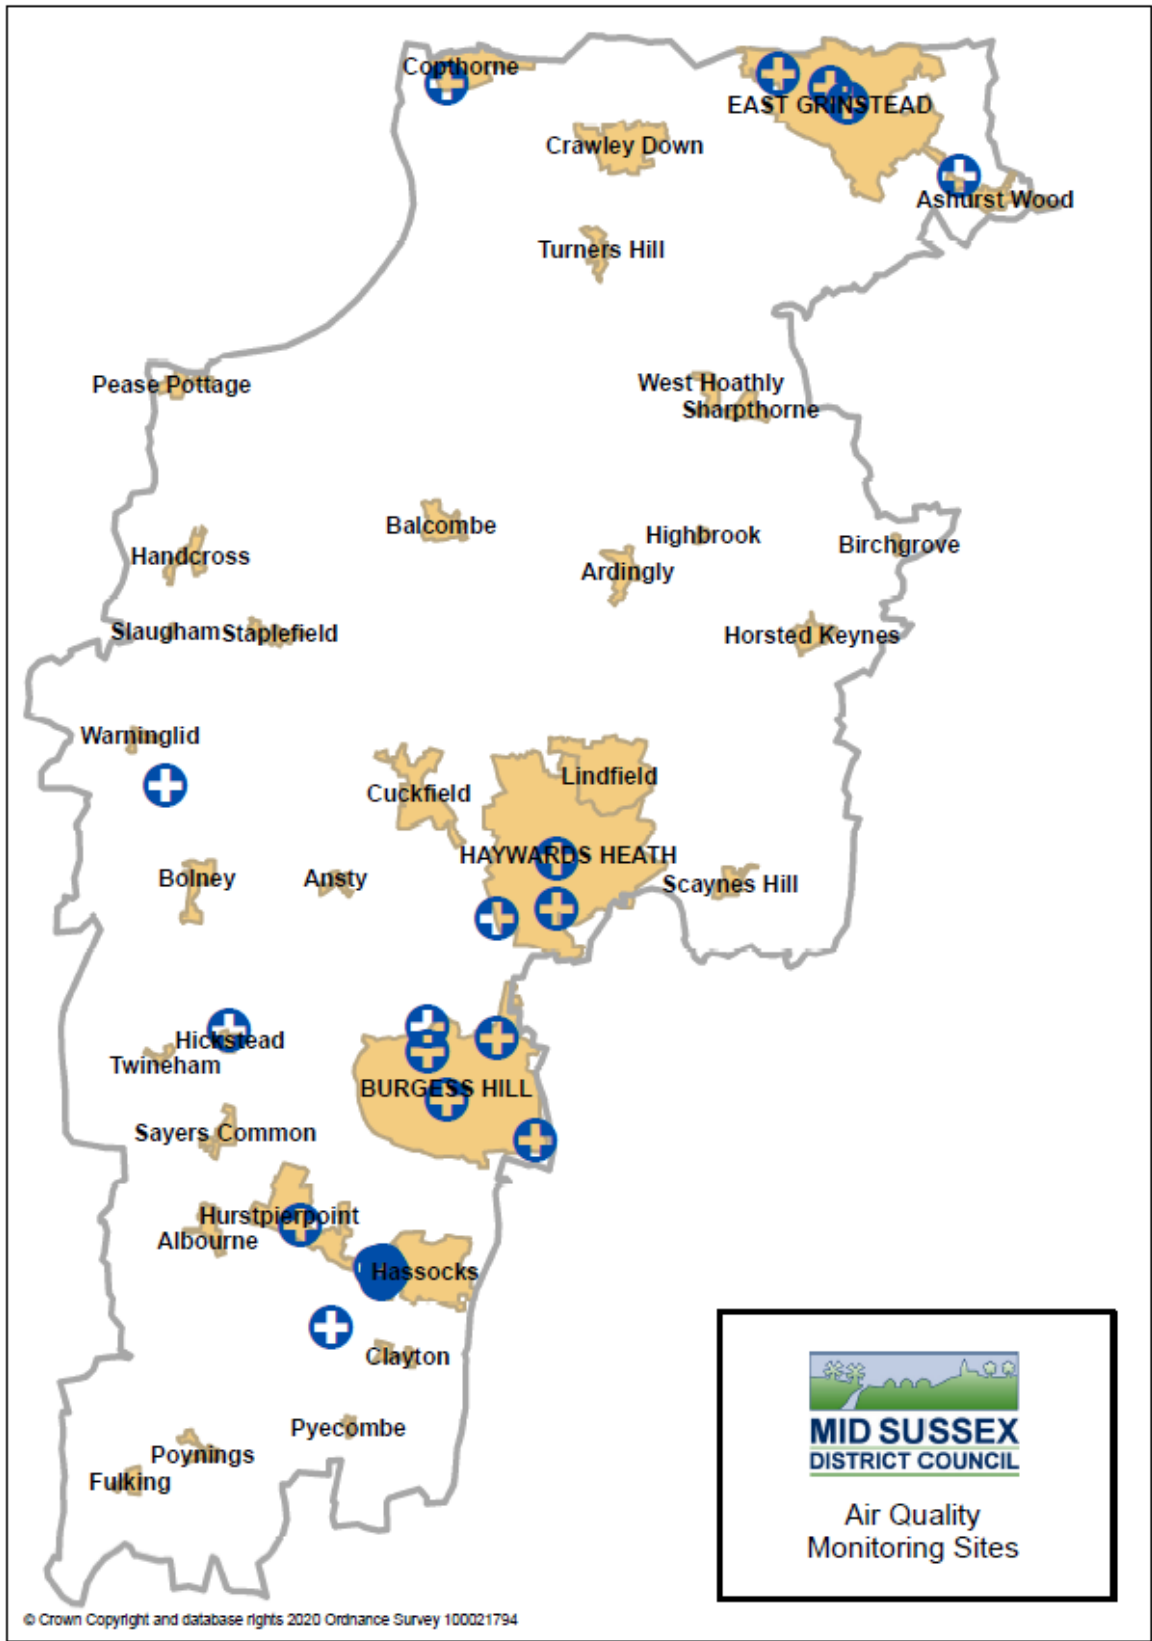 Copthorne
EAST GRINSTEAD
Crawley Down
Ashurst Wood
Turners Hill
Pease Pottage
West Hoathly
Sharpthorne
Balcombe
Highbrook
Birchgrove
Handcross
Ardingly
Slaugham
Staplefield
Horsted Keynes
Warninglid
Lindfield
Cuckfield
HAYWARDS HEATH
Bolney
Ansty
Scaynes Hill
Hickstead
Twineham
BURGESS HILL
Sayers Common
Hurstpierpoint
Albourne
Hassocks
Clayton
Pyecombe
Poynings
Fulking
MID SUSSEX
DISTRICT COUNCIL
Air Quality
Monitoring Sites
© Crown Copyright and database rights 2020 Ordnance Survey 100021794